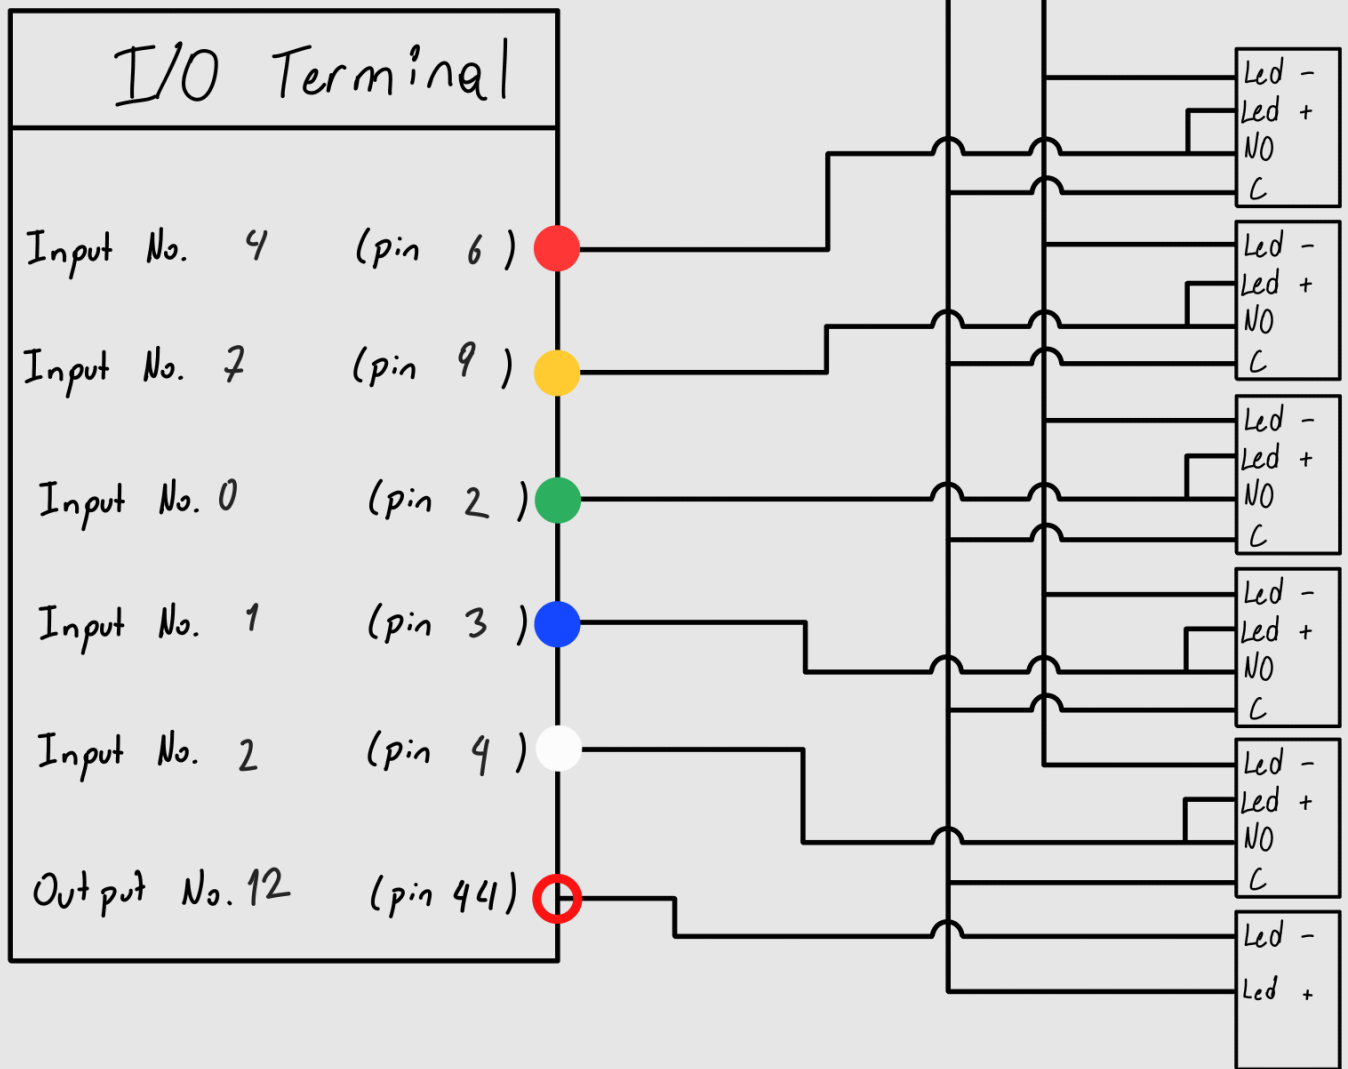 I/O Terminal
Input No. 4 (pin 6)
Input No. 7 (pin 9)
Input No. 0 (pin 2)
Input No. 1 (pin 3)
Input No. 2 (pin 4)
Output No. 12 (pin 44)
Led -
Led +
NO
C
Led -
Led +
NO
C
Led -
Led +
NO
C
Led -
Led +
NO
C
Led -
Led +
NO
C
Led -
Led +